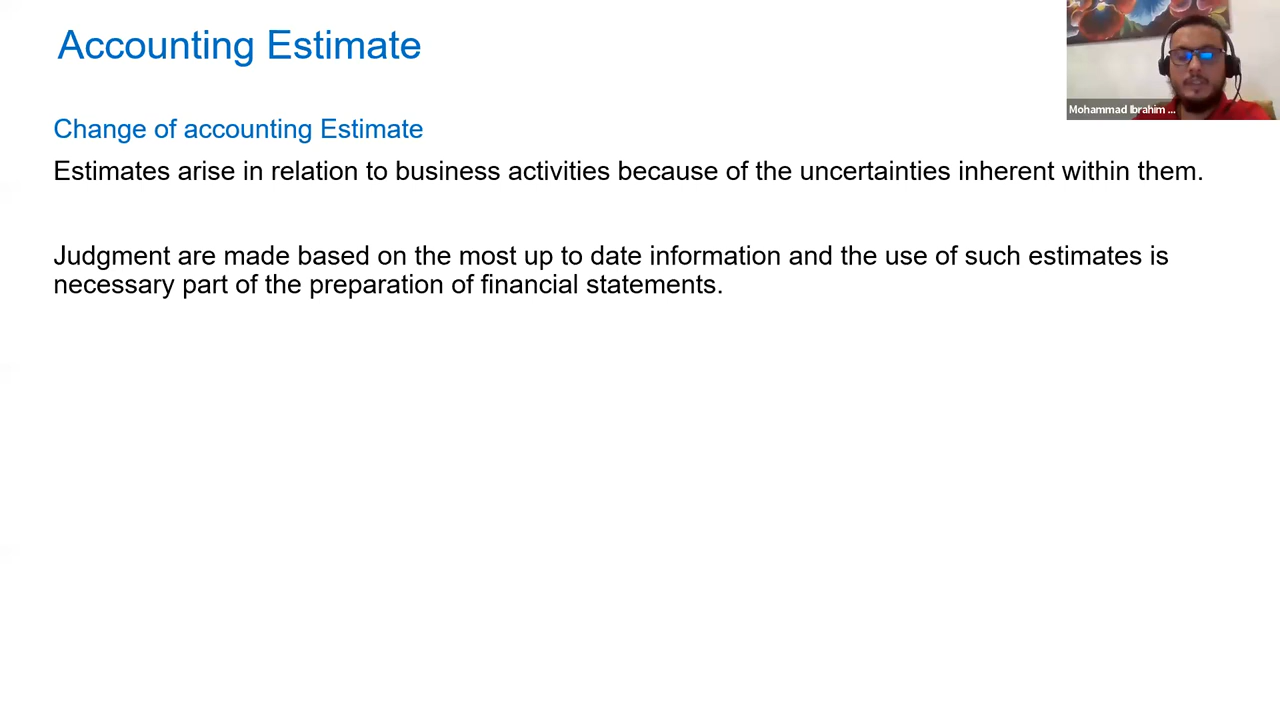 Accounting Estimate
Mohammad Ibrahim ...
Change of accounting Estimate
Estimates arise in relation to business activities because of the uncertainties inherent within them.
Judgment are made based on the most up to date information and the use of such estimates is
necessary part of the preparation of financial statements.